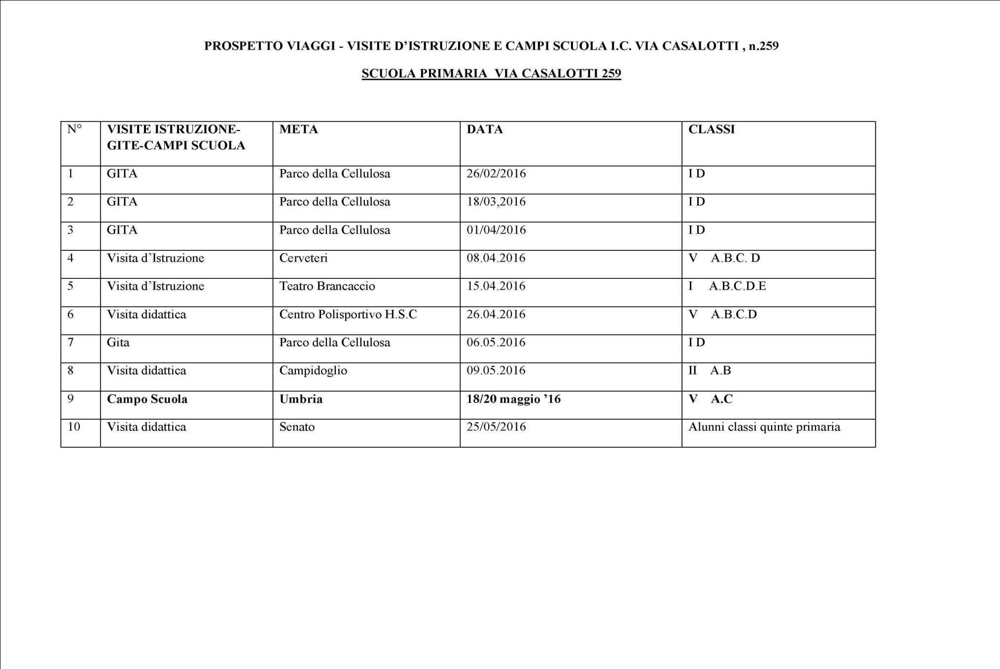 PROSPETTO VIAGGI - VISITE D’ISTRUZIONE E CAMPI SCUOLA I.C. VIA CASALOTTI , n.259
SCUOLA PRIMARIA  VIA CASALOTTI 259
N° VISITE ISTRUZIONE- META DATA CLASSI
GITE-CAMPI SCUOLA
1 GITA Parco della Cellulosa 26/02/2016 I D
2 GITA Parco della Cellulosa 18/03,2016 I D
3 GITA Parco della Cellulosa 01/04/2016 I D
4 Visita d’Istruzione Cerveteri 08.04.2016 V A.B.C. D
5 Visita d’Istruzione Teatro Brancaccio 15.04.2016 I A.B.C.D.E
6 Visita didattica Centro Polisportivo H.S.C 26.04.2016 V A.B.C.D
7 Gita Parco della Cellulosa 06.05.2016 I D
8 Visita didattica Campidoglio 09.05.2016 II A.B
9 Campo Scuola Umbria 18/20 maggio ’16 V A.C
10 Visita didattica Senato 25/05/2016 Alunni classi quinte primaria